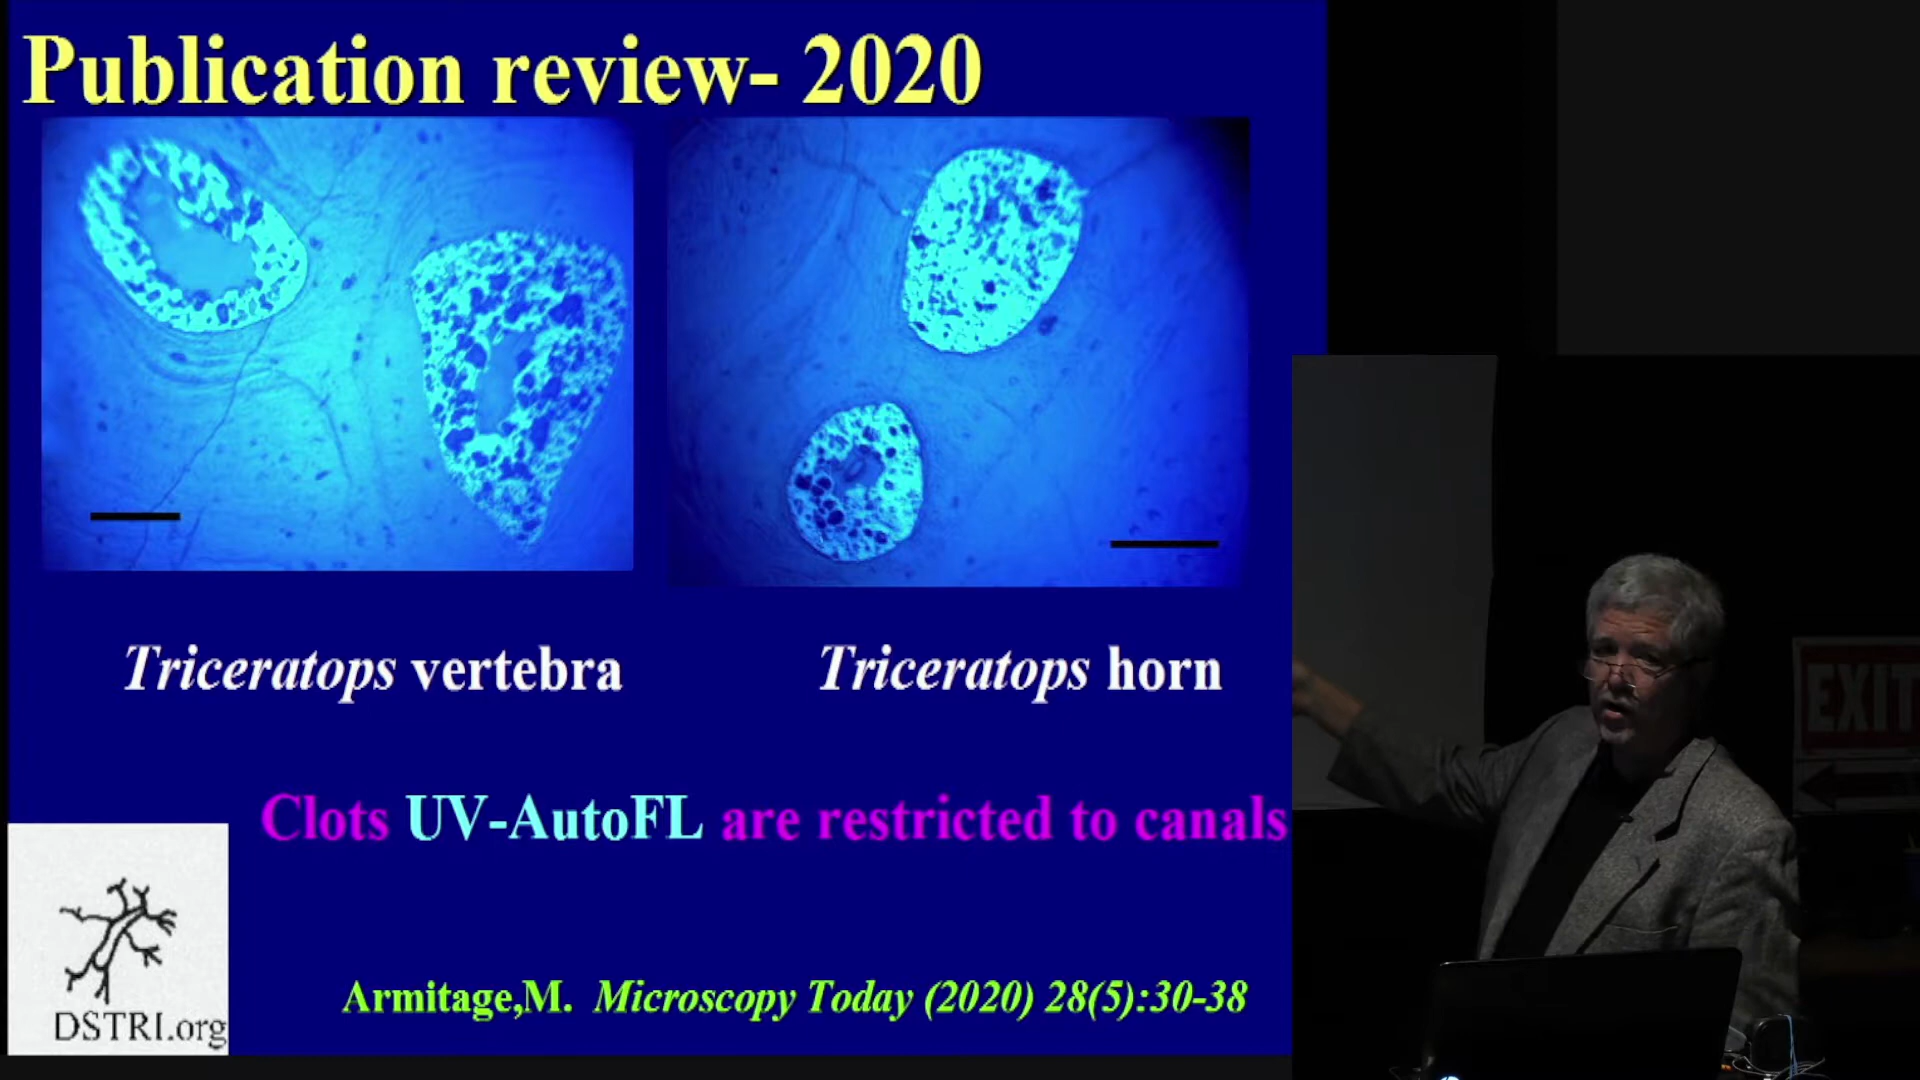 Publication review- 2020
Triceratops vertebra
Triceratops horn
Clots UV-AutoFL are restricted to canals
DSTRI.org
Armitage,M. Microscopy Today (2020) 28(5):30-38
EXIT